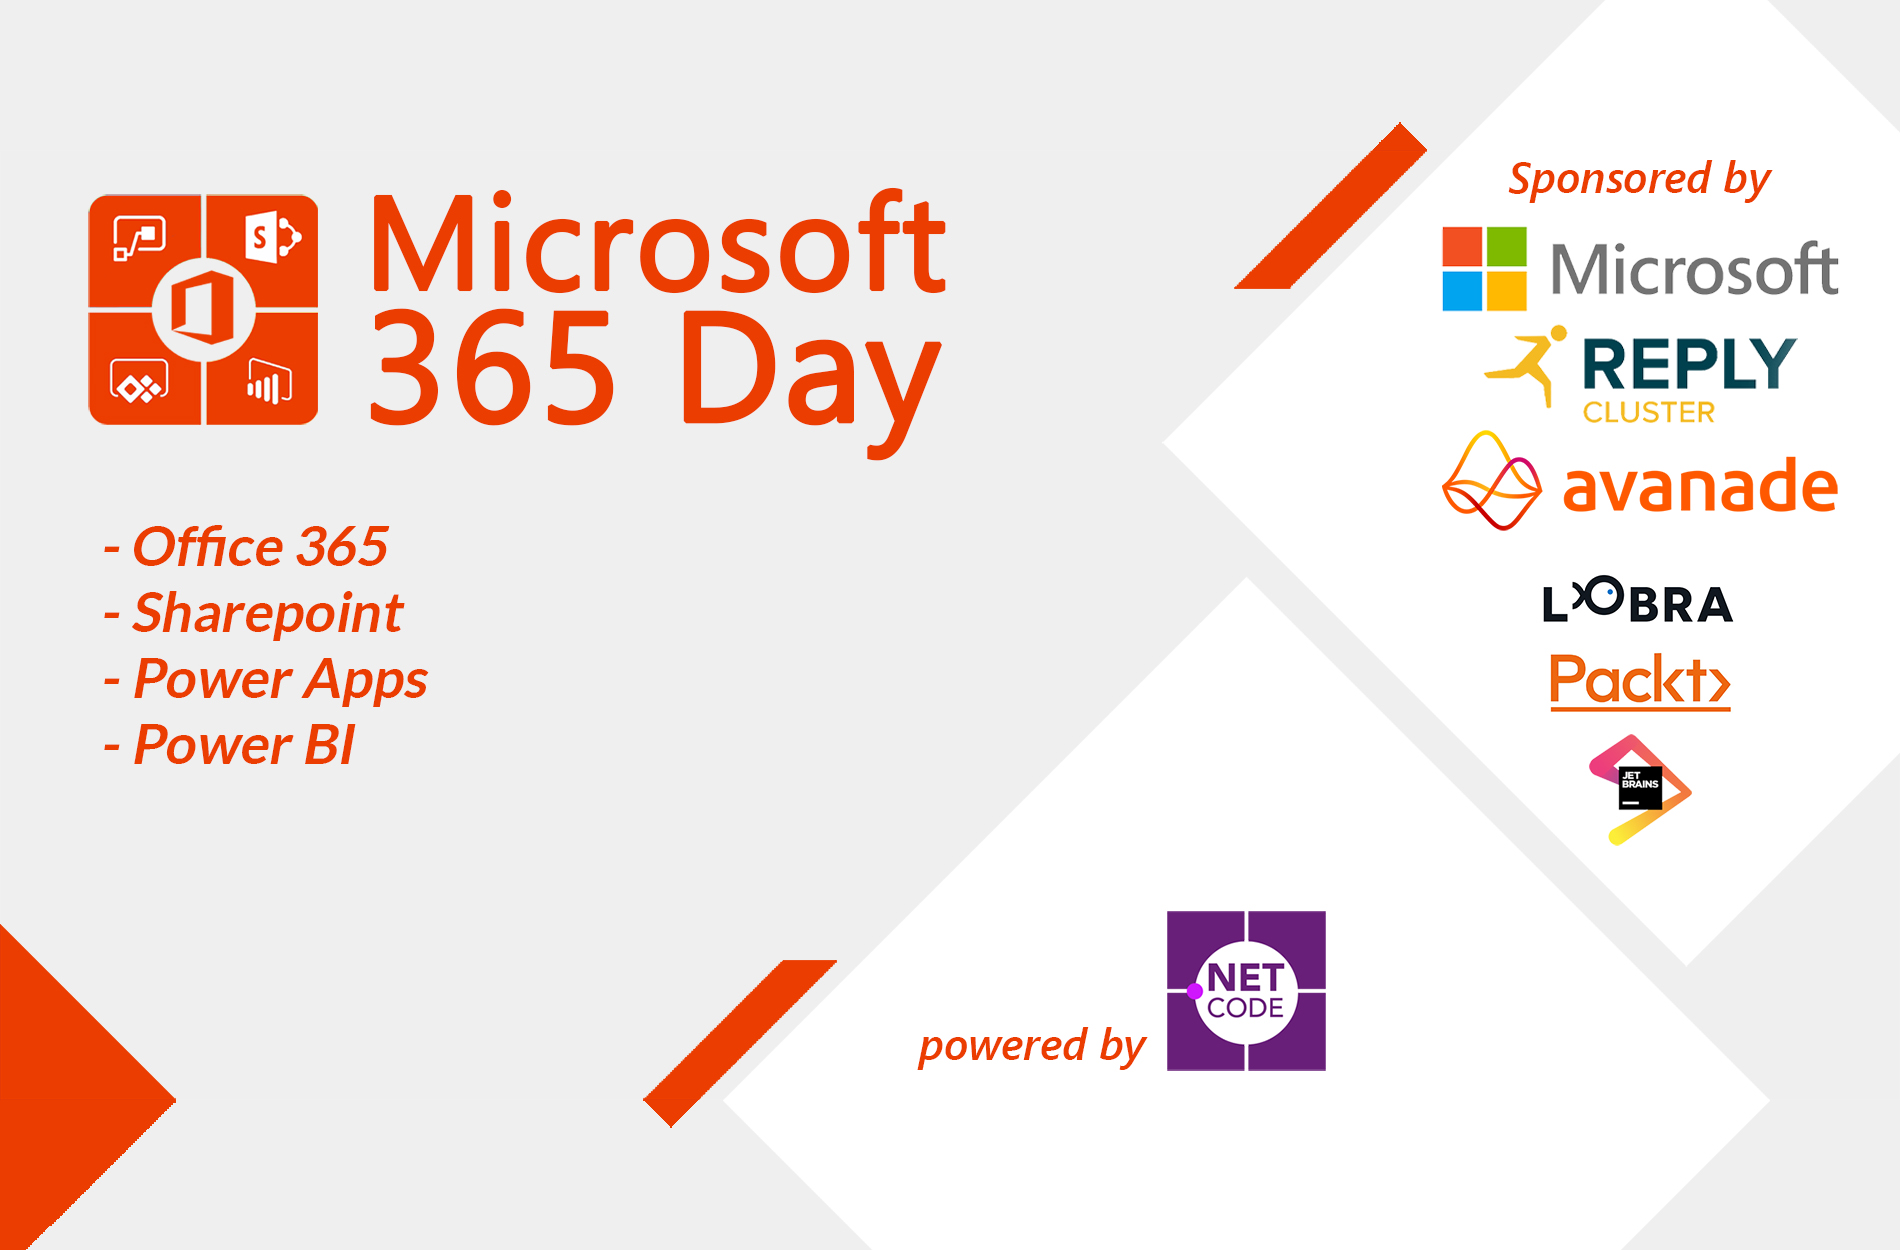 Microsoft
365 Day
- Office 365
- Sharepoint
- Power Apps
- Power BI
Sponsored by
Microsoft
REPLY
CLUSTER
avanade
LOBRA
Packt
JET
BRAINS
powered by
NET
CODE
S